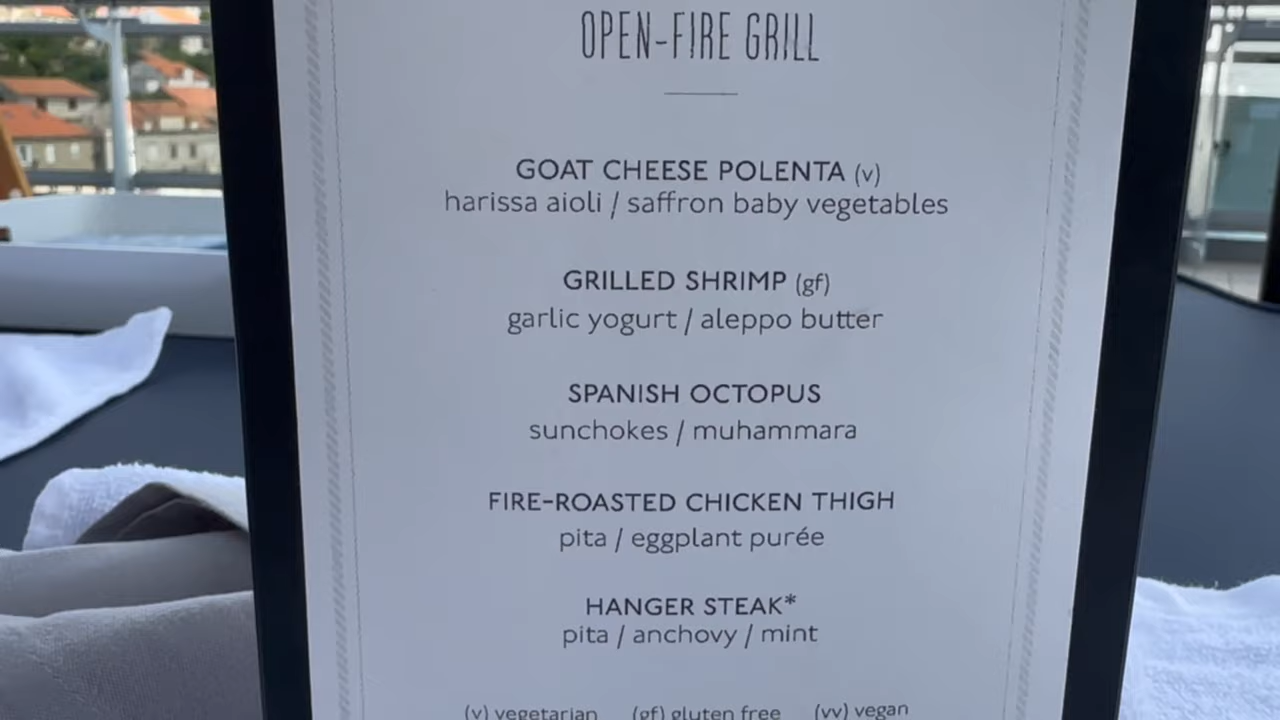 OPEN-FIRE GRILL
GOAT CHEESE POLENTA (v)
harissa aioli / saffron baby vegetables
GRILLED SHRIMP (gf)
garlic yogurt / aleppo butter
SPANISH OCTOPUS
sunchokes / muhammara
FIRE-ROASTED CHICKEN THIGH
pita / eggplant purée
HANGER STEAK*
pita / anchovy / mint
(v) vegetarian (gf) gluten free (vv) vegan